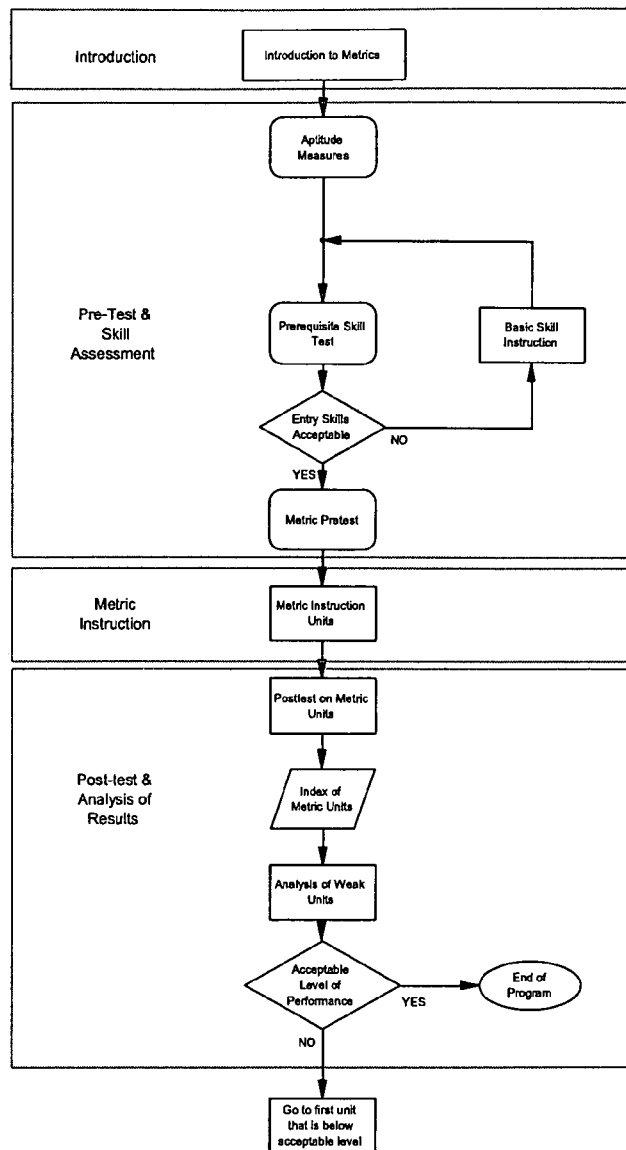 Introduction
Introduction to Metrics
Aptitude
Measures
Pre-Test &
Skill
Assessment
Prerequisite Skill
Test
Basic Skill
Instruction
Entry Skills
Acceptable
NO
YES
Metric Pretest
Metric
Instruction
Metric Instruction
Units
Posttest on Metric
Units
Post-test &
Analysis of
Results
Index of
Metric Units
Analysis of Weak
Units
Acceptable
Level of
Performance
YES
End of
Program
NO
Go to first unit
that is below
acceptable level